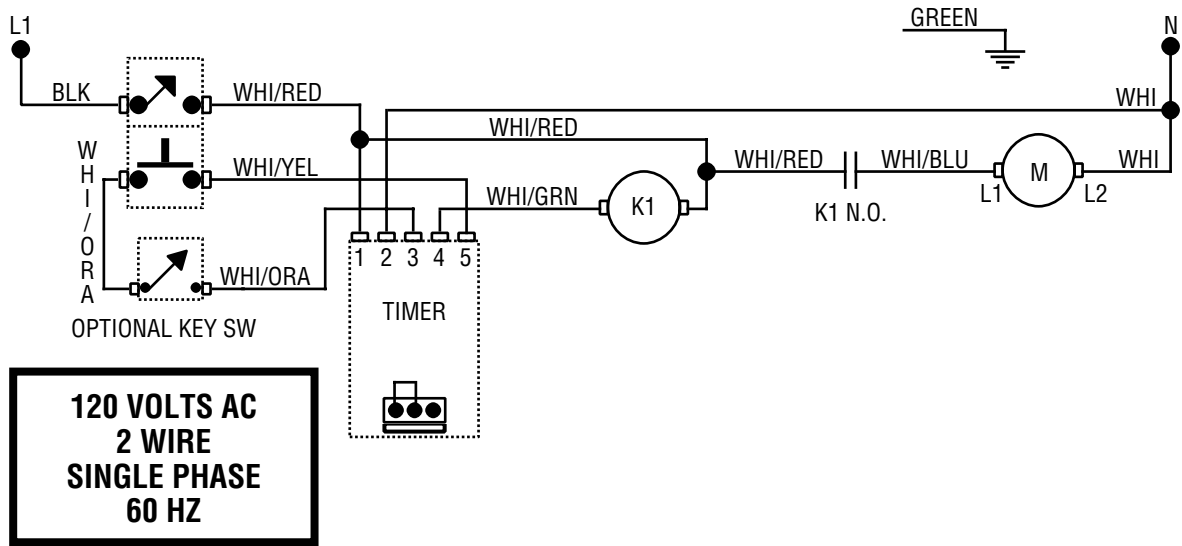 L1
GREEN
N
BLK
WHI/RED
WHI
WHI/RED
WHI/ORA
WHI/YEL
WHI/RED
WHI/BLU
M
WHI
L1
L2
WHI/GRN
K1
K1 N.O.
1 2 3 4 5
WHI/ORA
TIMER
OPTIONAL KEY SW
120 VOLTS AC
2 WIRE
SINGLE PHASE
60 HZ